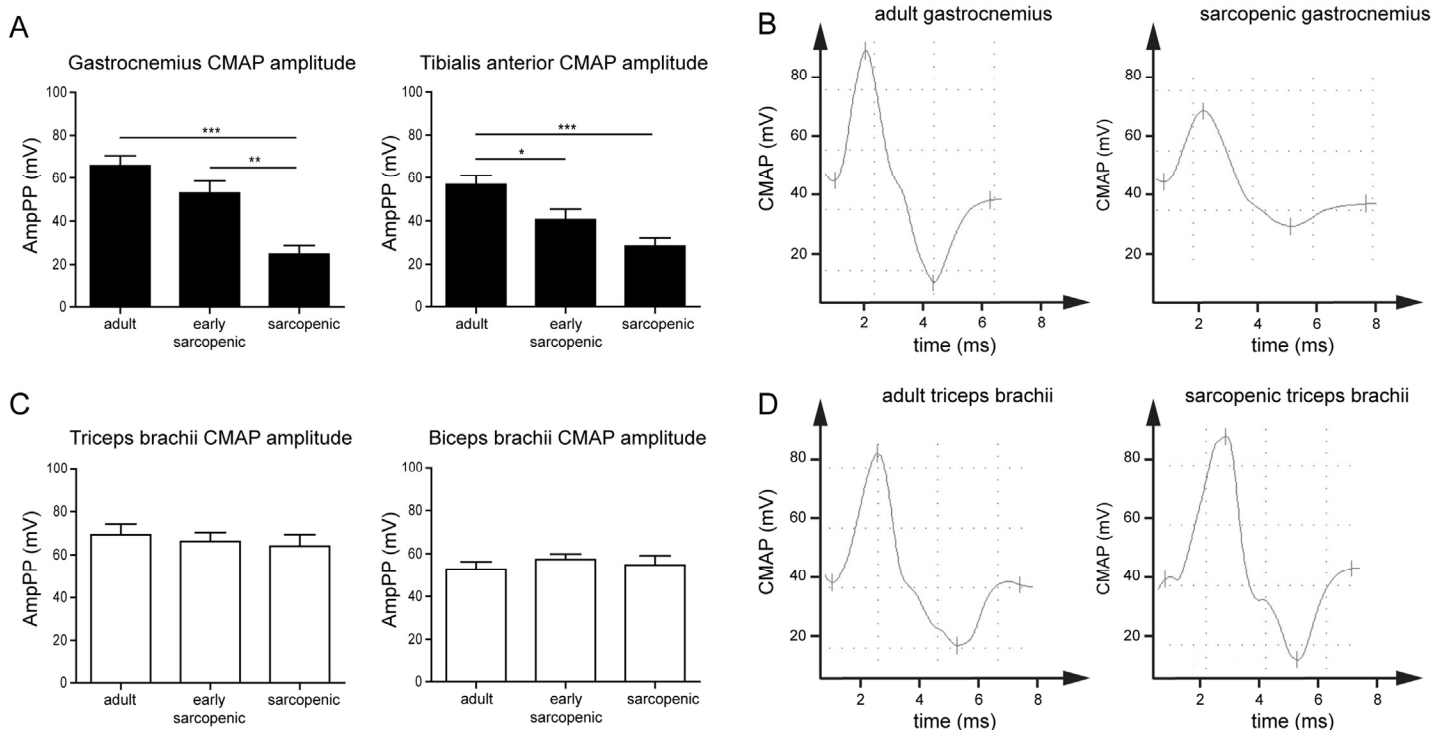 A
Gastrocnemius CMAP amplitude
AmpPP (mV)
100
80
60
40
20
0
***
**
adult
early
sarcopenic
sarcopenic
Tibialis anterior CMAP amplitude
AmpPP (mV)
100
80
60
40
20
0
***
*
adult
early
sarcopenic
sarcopenic
B
adult gastrocnemius
CMAP (mV)
80
60
40
20
2 4 6 8
time (ms)
sarcopenic gastrocnemius
CMAP (mV)
80
60
40
20
2 4 6 8
time (ms)
C
Triceps brachii CMAP amplitude
AmpPP (mV)
100
80
60
40
20
0
adult
early
sarcopenic
sarcopenic
Biceps brachii CMAP amplitude
AmpPP (mV)
100
80
60
40
20
0
adult
early
sarcopenic
sarcopenic
D
adult triceps brachii
CMAP (mV)
80
60
40
20
2 4 6 8
time (ms)
sarcopenic triceps brachii
CMAP (mV)
80
60
40
20
2 4 6 8
time (ms)